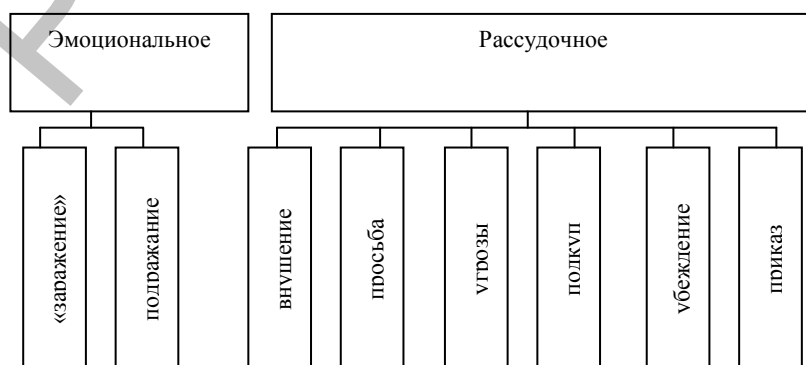 Эмоциональное
Рассудочное
«заражение»
подражание
внушение
просьба
угрозы
подкуп
убеждение
приказ